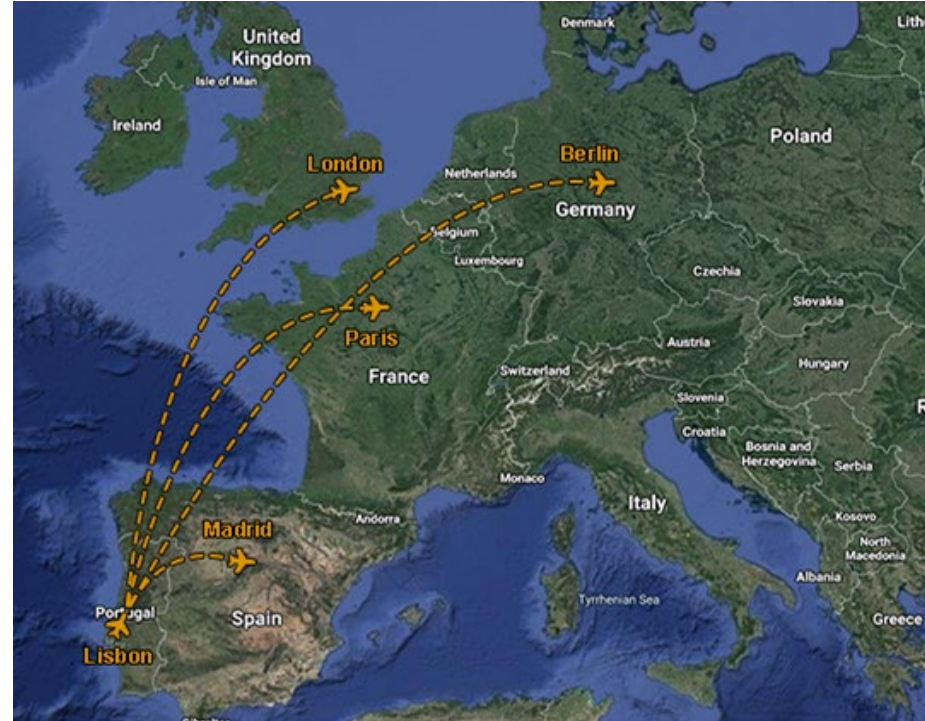 Denmark
Lith
United
Kingdom
Isle of Man
Ireland
Poland
London
Berlin
Netherlands
Germany
Belgium
Luxembourg
Czechia
Slovakia
Paris
Austria
Hungary
France
Switzerland
Slovenia
R
Croatia
Bosnia and
Herzegovina
Serbia
Monaco
Italy
Andorra
Kosovo
Madrid
North
Macedonia
Albania
Tyrrhenian Sea
Portugal
Spain
Greece
Lisbon
Gibraltar